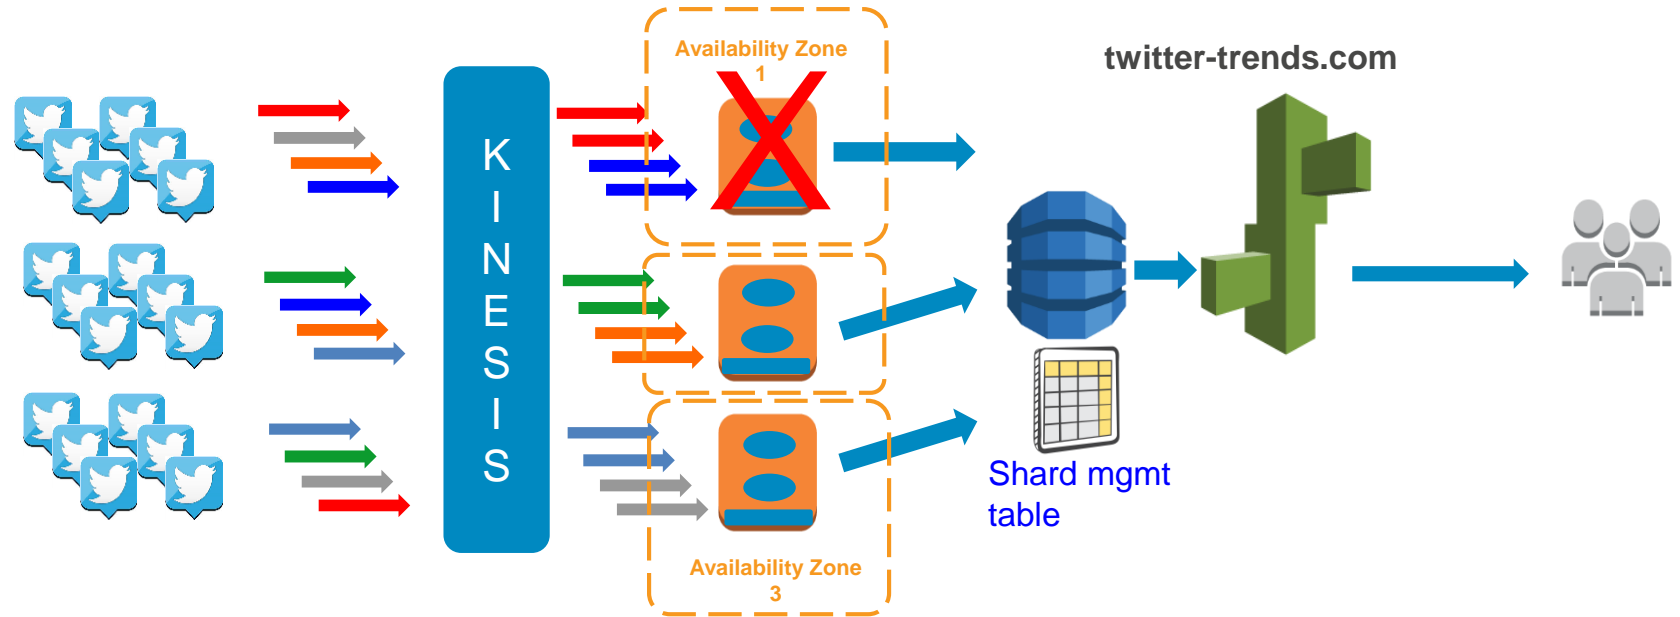 twitter-trends.com
Availability Zone
1
K
I
N
E
S
I
S
Shard mgmt
table
Availability Zone
3